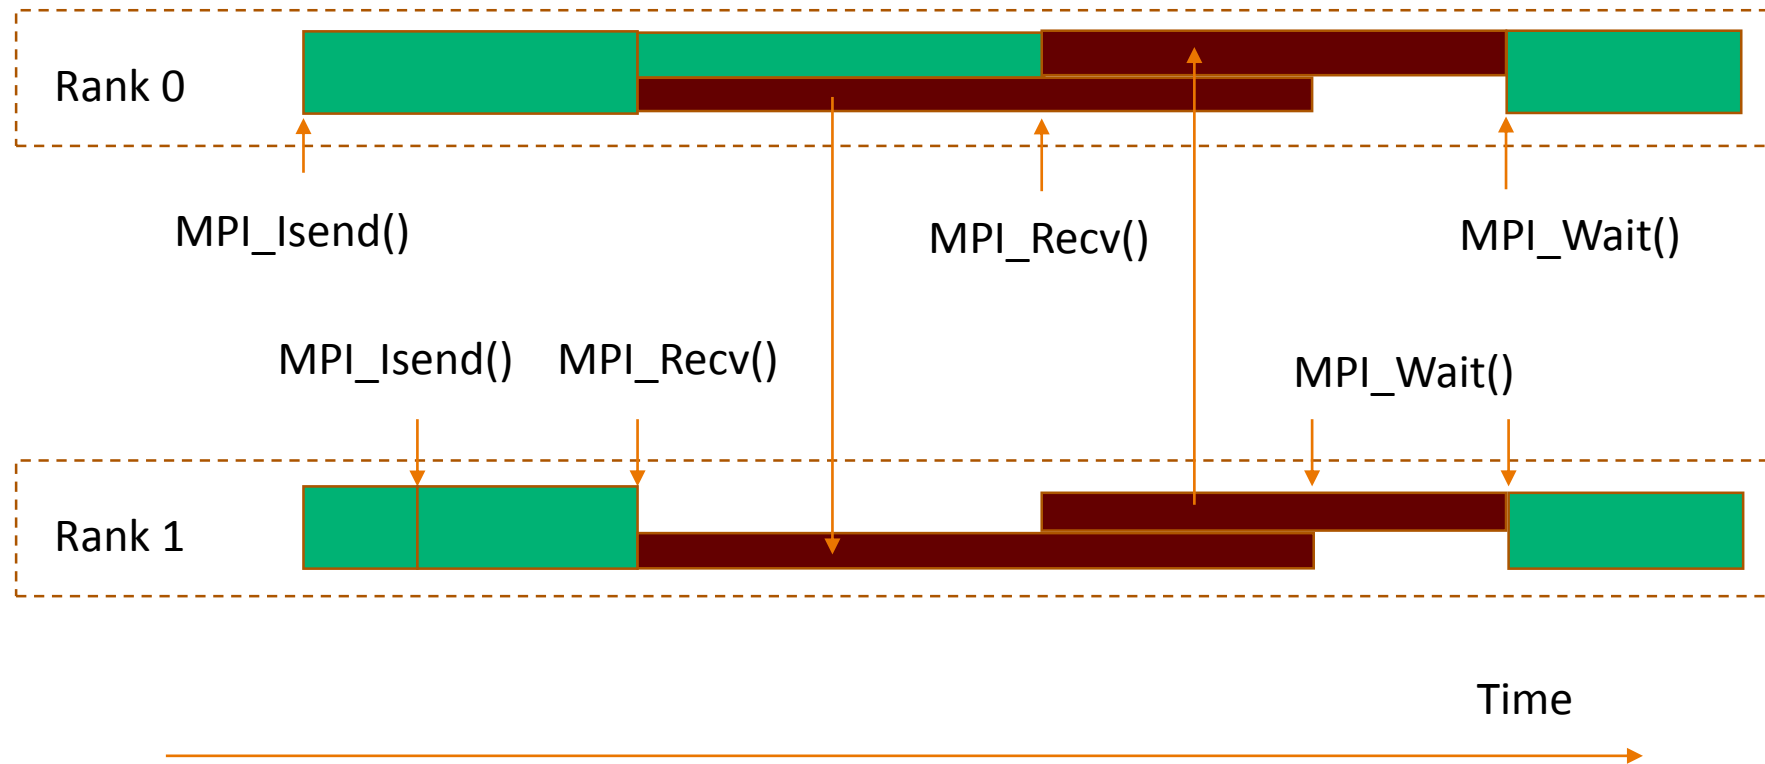 Rank 0
MPI_Isend()
MPI_Recv()
MPI_Wait()
MPI_Isend()
MPI_Recv()
MPI_Wait()
Rank 1
Time